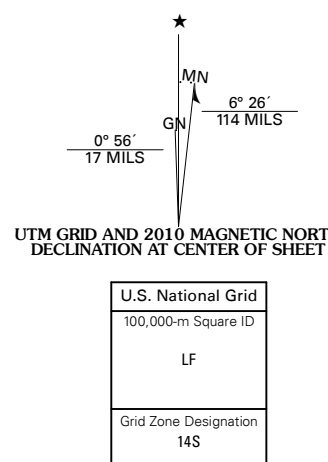 MN
GN
6° 26´
114 MILS
0° 56´
17 MILS
UTM GRID AND 2010 MAGNETIC NORT
DECLINATION AT CENTER OF SHEET
U.S. National Grid
100,000-m Square ID
LF
Grid Zone Designation
14S